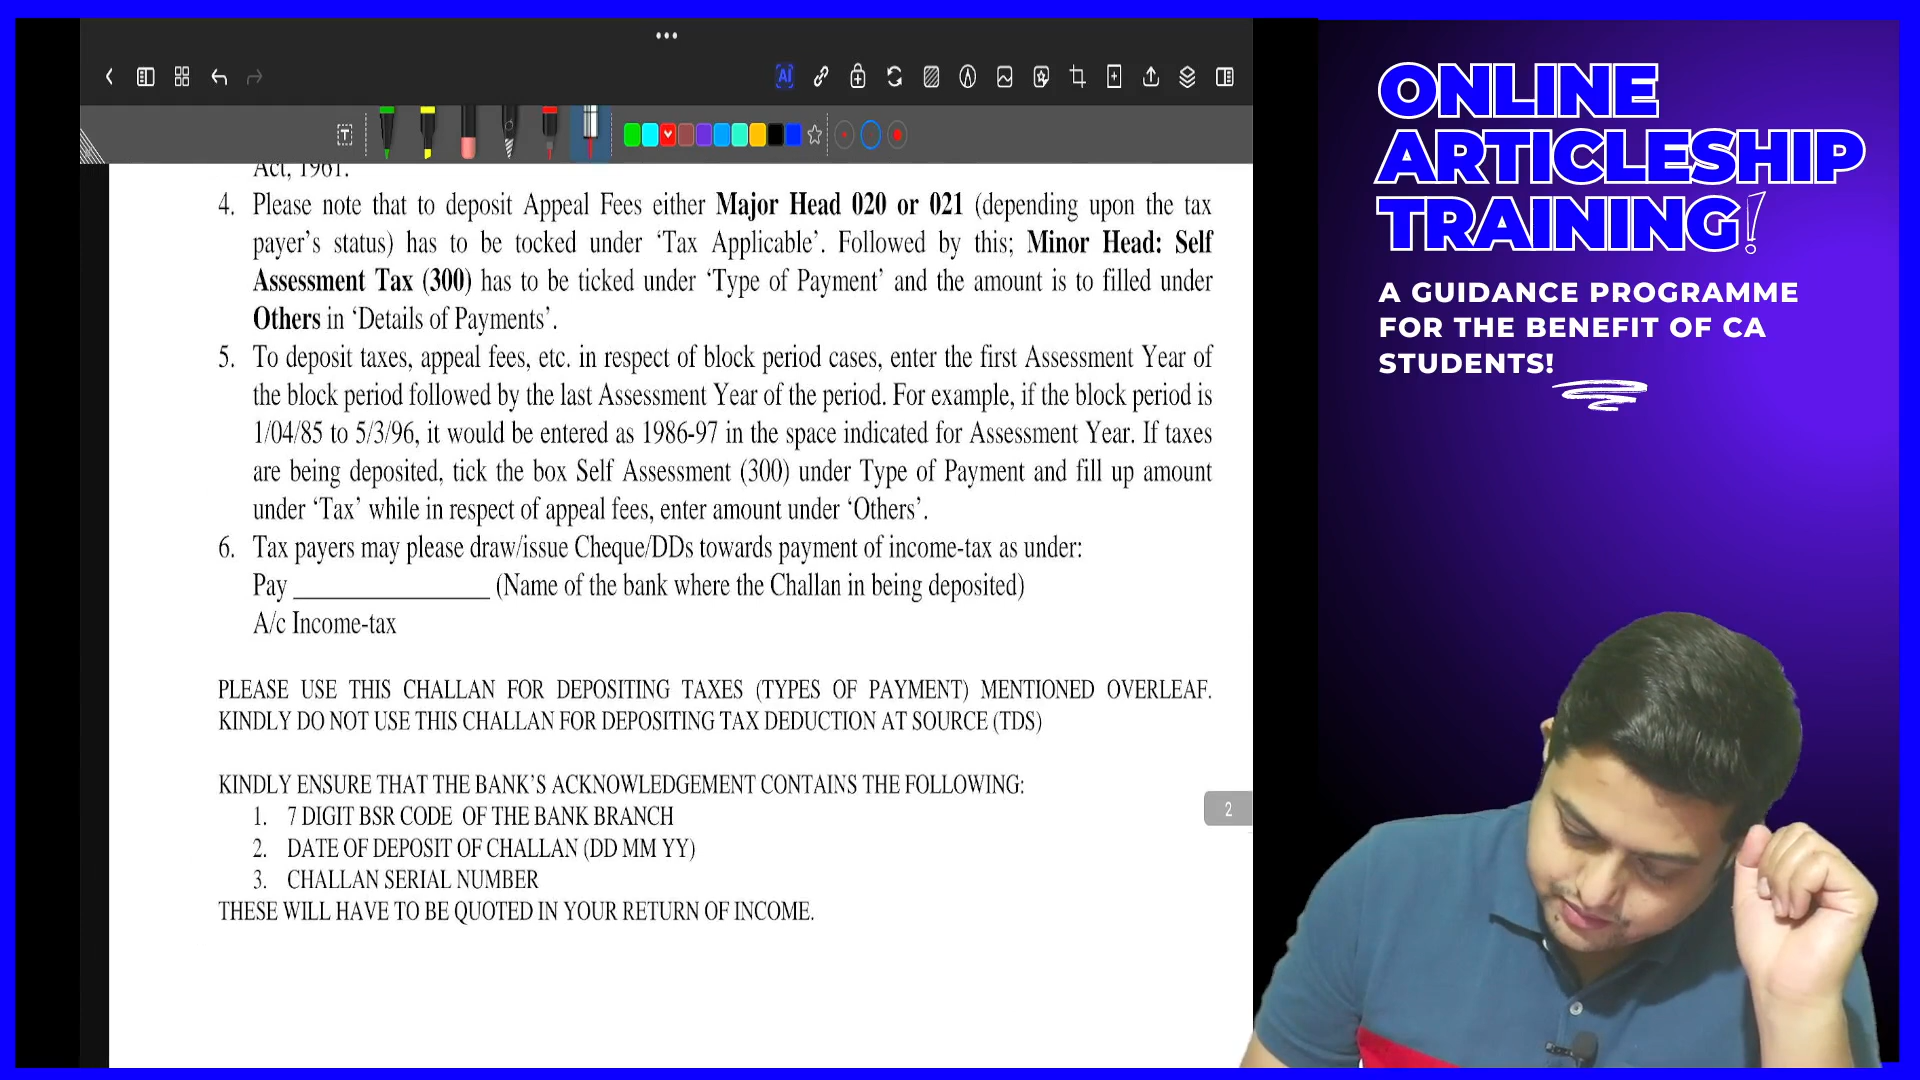 Act, 1961.
4. Please note that to deposit Appeal Fees either Major Head 020 or 021 (depending upon the tax
payer’s status) has to be tocked under ‘Tax Applicable’. Followed by this; Minor Head: Self
Assessment Tax (300) has to be ticked under ‘Type of Payment’ and the amount is to filled under
Others in ‘Details of Payments’.
5. To deposit taxes, appeal fees, etc. in respect of block period cases, enter the first Assessment Year of
the block period followed by the last Assessment Year of the period. For example, if the block period is
1/04/85 to 5/3/96, it would be entered as 1986-97 in the space indicated for Assessment Year. If taxes
are being deposited, tick the box Self Assessment (300) under Type of Payment and fill up amount
under ‘Tax’ while in respect of appeal fees, enter amount under ‘Others’.
6. Tax payers may please draw/issue Cheque/DDs towards payment of income-tax as under:
Pay ______________ (Name of the bank where the Challan in being deposited)
A/c Income-tax
PLEASE USE THIS CHALLAN FOR DEPOSITING TAXES (TYPES OF PAYMENT) MENTIONED OVERLEAF.
KINDLY DO NOT USE THIS CHALLAN FOR DEPOSITING TAX DEDUCTION AT SOURCE (TDS)
KINDLY ENSURE THAT THE BANK’S ACKNOWLEDGEMENT CONTAINS THE FOLLOWING:
1. 7 DIGIT BSR CODE OF THE BANK BRANCH
2. DATE OF DEPOSIT OF CHALLAN (DD MM YY)
3. CHALLAN SERIAL NUMBER
THESE WILL HAVE TO BE QUOTED IN YOUR RETURN OF INCOME.
2
AI
T
ONLINE
ARTICLESHIP
TRAINING!
A GUIDANCE PROGRAMME
FOR THE BENEFIT OF CA
STUDENTS!